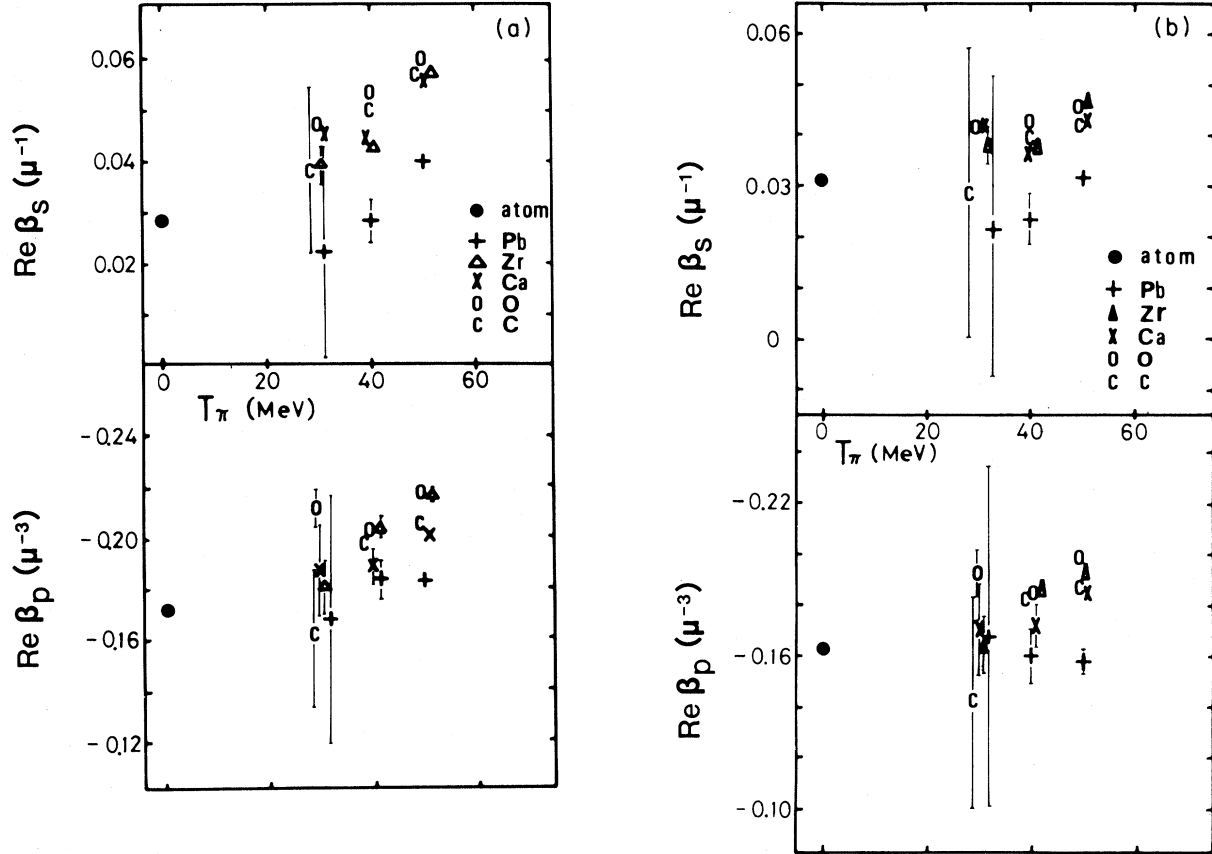 (a)
Re βs (μ⁻¹)
0.06
0.04
0.02
● atom
+ Pb
△ Zr
X Ca
O O
C C
0 20 40 60
Tπ (MeV)
Re βp (μ⁻³)
-0.24
-0.20
-0.16
-0.12
(b)
Re βs (μ⁻¹)
0.06
0.03
0
● atom
+ Pb
▲ Zr
X Ca
O O
C C
0 20 40 60
Tπ (MeV)
Re βp (μ⁻³)
-0.22
-0.16
-0.10